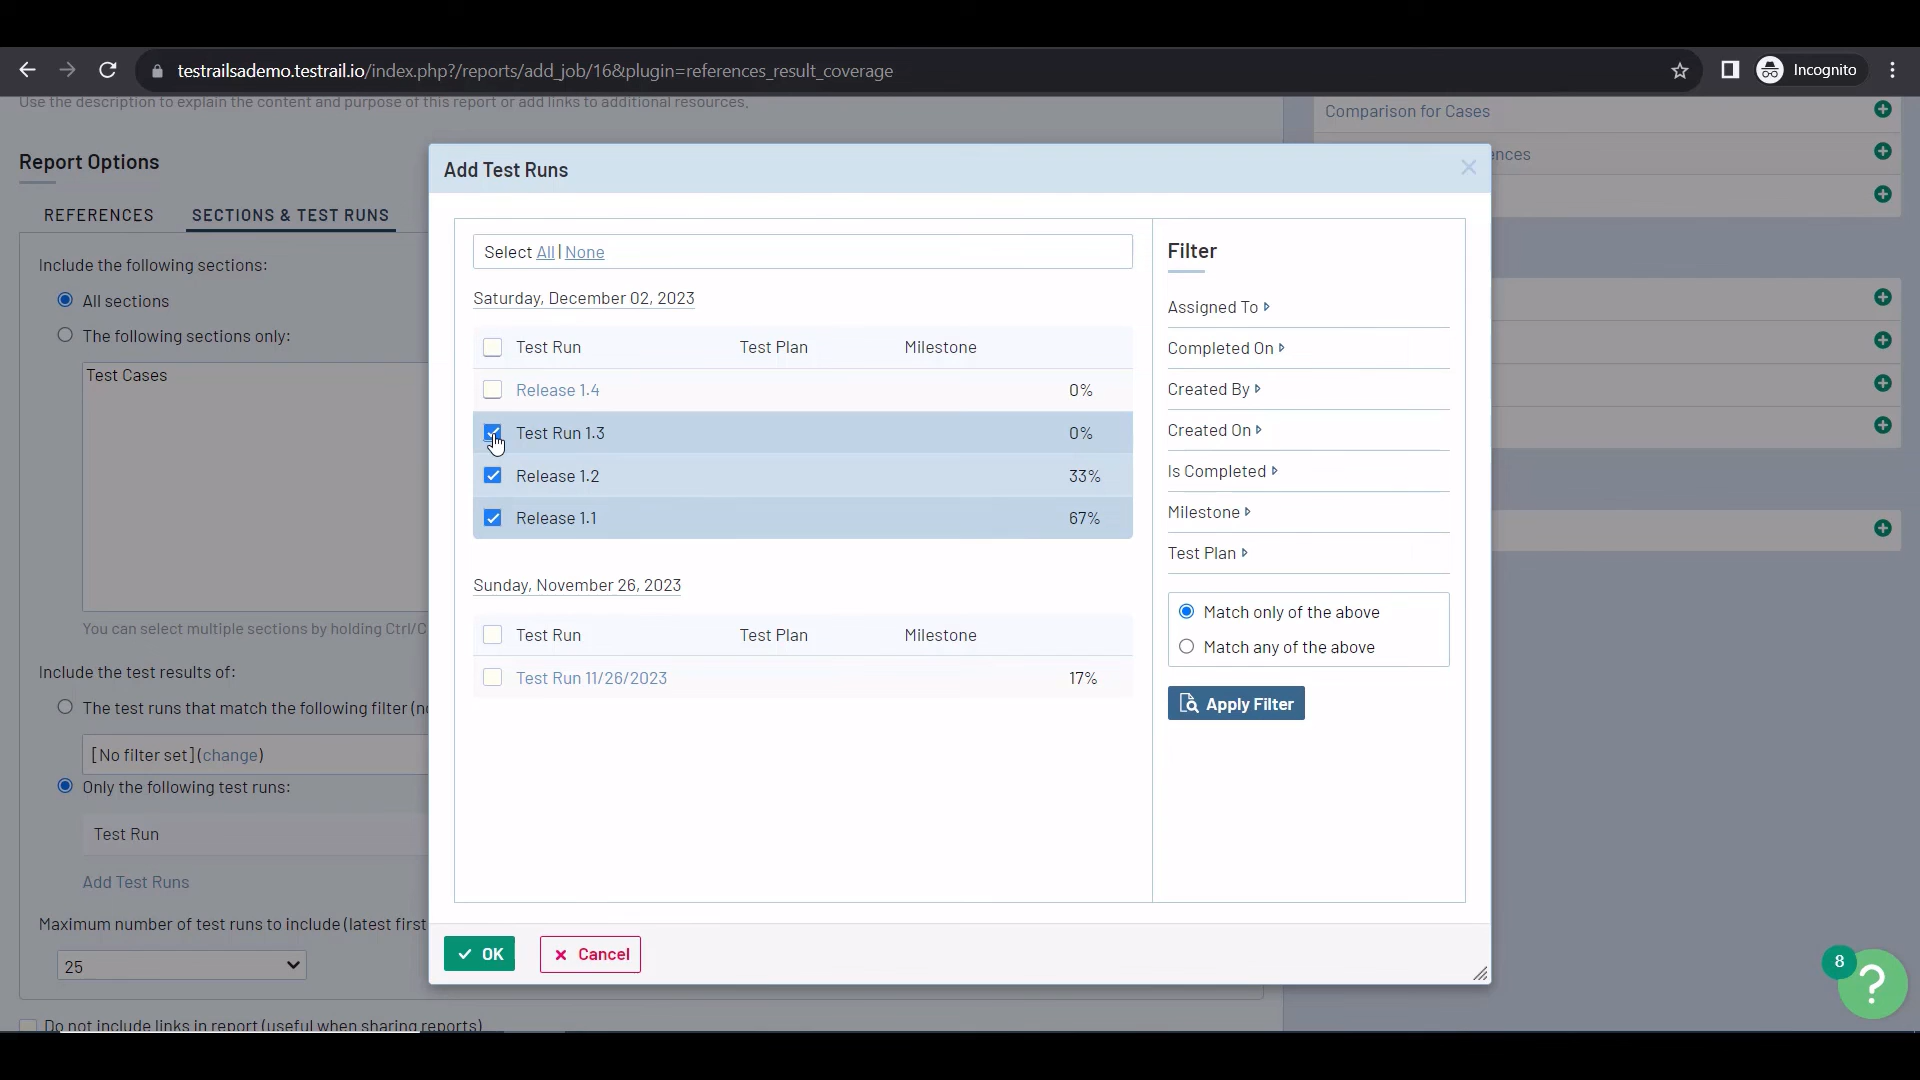 testrailsademo.testrail.io/index.php?/reports/add_job/16&plugin=references_result_coverage
Incognito
Use the description to explain the content and purpose of this report or add links to additional resources.
Comparison for Cases
ences
Report Options
REFERENCES
SECTIONS & TEST RUNS
Include the following sections:
All sections
The following sections only:
Test Cases
You can select multiple sections by holding Ctrl/C
Include the test results of:
The test runs that match the following filter (n
[No filter set] (change)
Only the following test runs:
Test Run
Add Test Runs
Maximum number of test runs to include (latest first
25
Do not include links in report (useful when sharing reports)
Add Test Runs
Select All | None
Saturday, December 02, 2023
Test Run Test Plan Milestone
Release 1.4 0%
Test Run 1.3 0%
Release 1.2 33%
Release 1.1 67%
Sunday, November 26, 2023
Test Run Test Plan Milestone
Test Run 11/26/2023 17%
Filter
Assigned To
Completed On
Created By
Created On
Is Completed
Milestone
Test Plan
Match only of the above
Match any of the above
Apply Filter
OK
Cancel
8
?